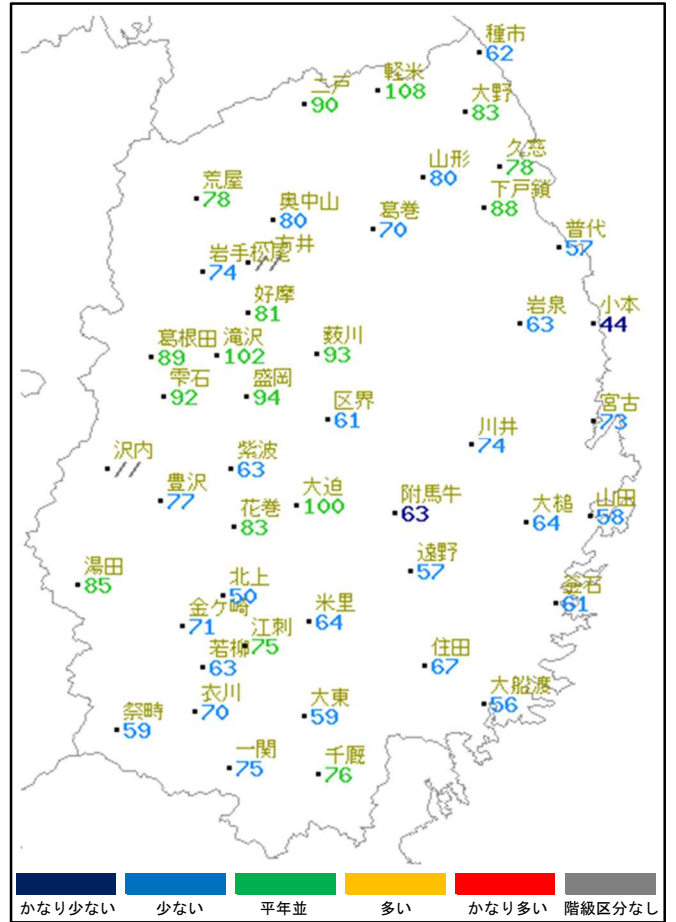 種市
62
軽米
108
二戸
90
大野
83
久慈
78
山形
80
荒屋
78
下戸鎖
88
奥中山
80
葛巻
70
普代
57
一方井
//
岩手松尾
74
好摩
81
岩泉
63
小本
44
葛根田
89
滝沢
102
薮川
93
雫石
92
盛岡
94
区界
61
宮古
73
川井
74
沢内
//
紫波
63
豊沢
77
大迫
100
附馬牛
63
大槌
64
山田
58
花巻
83
遠野
57
湯田
85
北上
50
釜石
61
金ケ崎
71
米里
64
江刺
75
若柳
63
住田
67
衣川
70
大東
59
大船渡
56
祭畤
59
一関
75
千厩
76
かなり少ない 少ない 平年並 多い かなり多い 階級区分なし